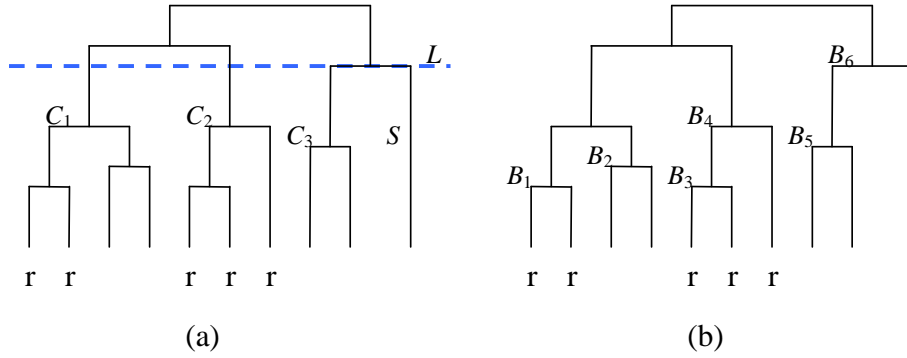 L B₆
C₁ C₂ C₃ S B₄ B₅
B₁ B₂ B₃
r r r r r r r r r r
(a) (b)